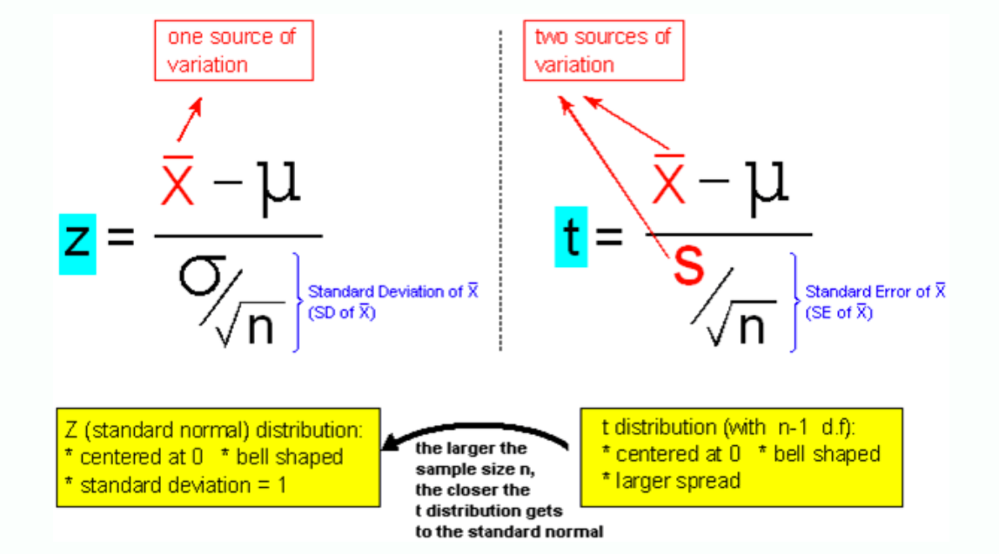 one source of
variation
two sources of
variation
z = (x̄ − μ) / (σ/√n)
Standard Deviation of X̄
(SD of X̄)
t = (x̄ − μ) / (s/√n)
Standard Error of X̄
(SE of X̄)
Z (standard normal) distribution:
* centered at 0 * bell shaped
* standard deviation = 1
the larger the
sample size n,
the closer the
t distribution gets
to the standard normal
t distribution (with n-1 d.f):
* centered at 0 * bell shaped
* larger spread